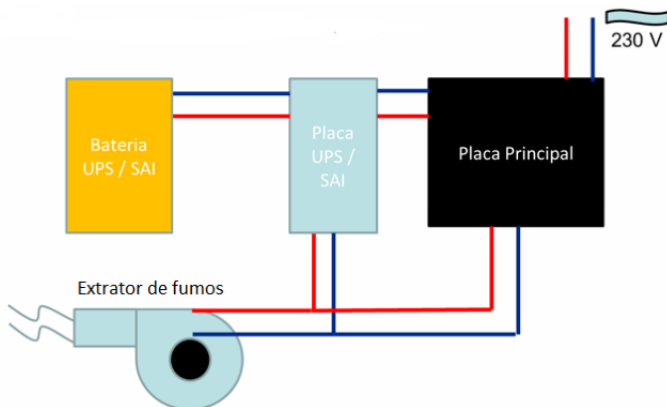 230 V
Bateria
UPS / SAI
Placa
UPS /
SAI
Placa Principal
Extrator de fumos